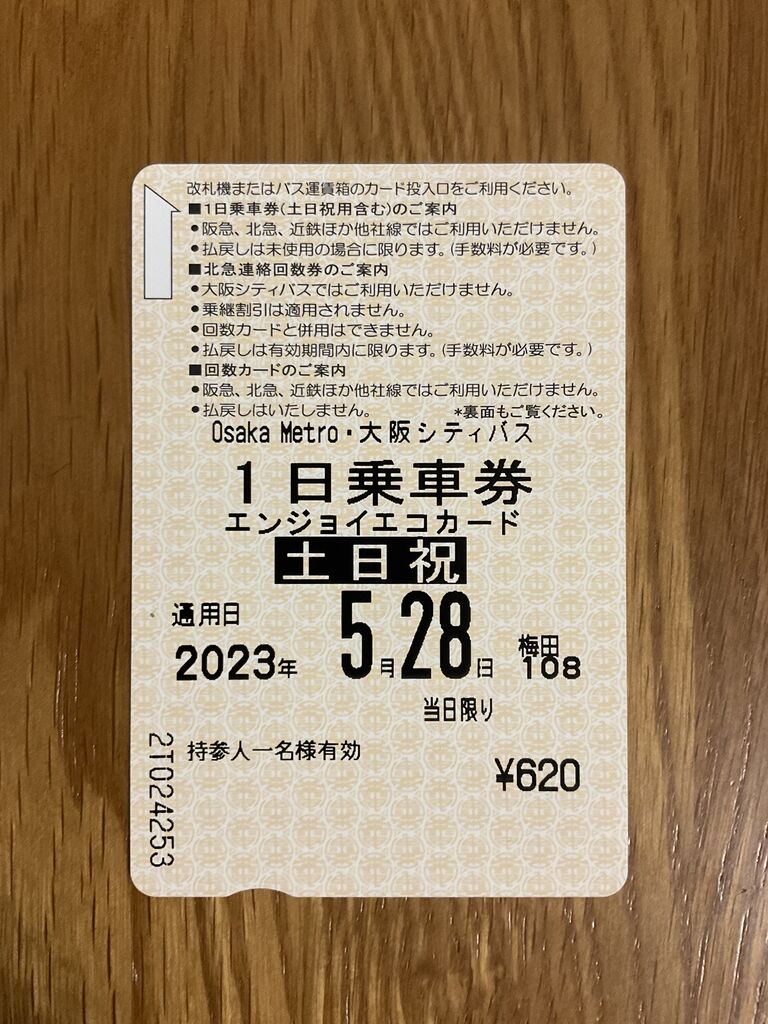 改札機またはバス運賃箱のカード投入口をご利用ください。
■1日乗車券(土日祝用含む)のご案内
●阪急、北急、近鉄ほか他社線ではご利用いただけません。
●払戻しは未使用の場合に限ります。(手数料が必要です。)
■北急連絡回数券のご案内
●大阪シティバスではご利用いただけません。
●乗継割引は適用されません。
●回数カードと併用はできません。
●払戻しは有効期間内に限ります。(手数料が必要です。)
■回数カードのご案内
●阪急、北急、近鉄ほか他社線ではご利用いただけません。
●払戻しはいたしません。 *裏面もご覧ください。
Osaka Metro・大阪シティバス
1日乗車券
エンジョイエコカード
土日祝
通用日
2023年 5月28日 梅田108
当日限り
持参人一名様有効
¥620
2T024253